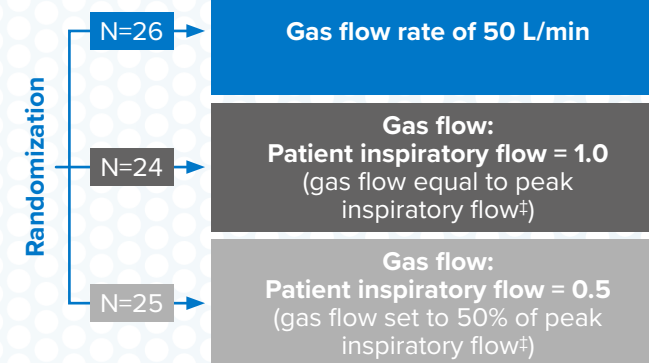 Randomization
N=26
Gas flow rate of 50 L/min
N=24
Gas flow:
Patient inspiratory flow = 1.0
(gas flow equal to peak
inspiratory flow‡)
N=25
Gas flow:
Patient inspiratory flow = 0.5
(gas flow set to 50% of peak
inspiratory flow‡)